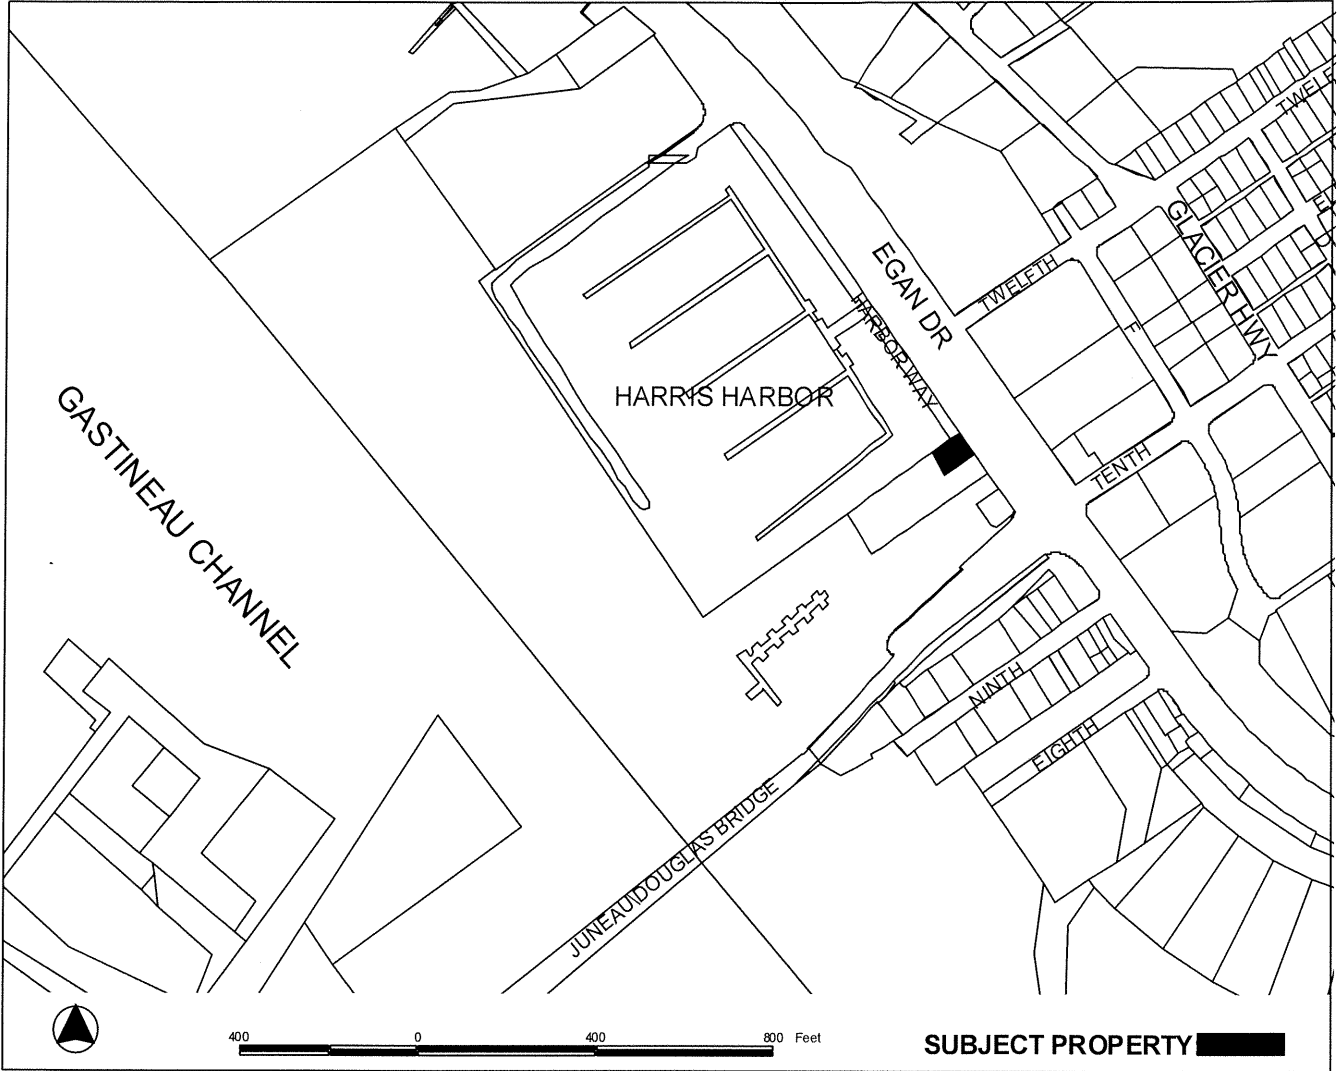 TWELF
GLACIER HWY
E
D
EGAN DR
TWELFTH
HARBOR WAY
F
HARRIS HARBOR
GASTINEAU CHANNEL
TENTH
NINTH
EIGHTH
JUNEAU DOUGLAS BRIDGE
400 0 400 800 Feet
SUBJECT PROPERTY